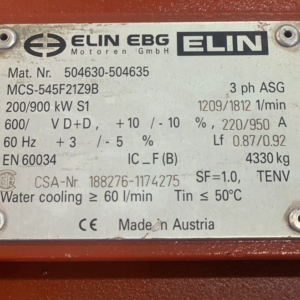 ELIN EBG ELIN
Motoren GmbH
Mat. Nr. 504630-504635
MCS-545F21Z9B 3 ph ASG
200/900 kW S1 1209/1812 1/min
600/ V D+D, +10/-10 %, 220/950 A
60 Hz +3 /-5 % Lf 0.87/0.92
EN 60034 IC_F (B) 4330 kg
CSA-Nr 188276-1174275 SF=1.0, TENV
Water cooling ≥ 60 l/min Tin ≤ 50°C
CE Made in Austria